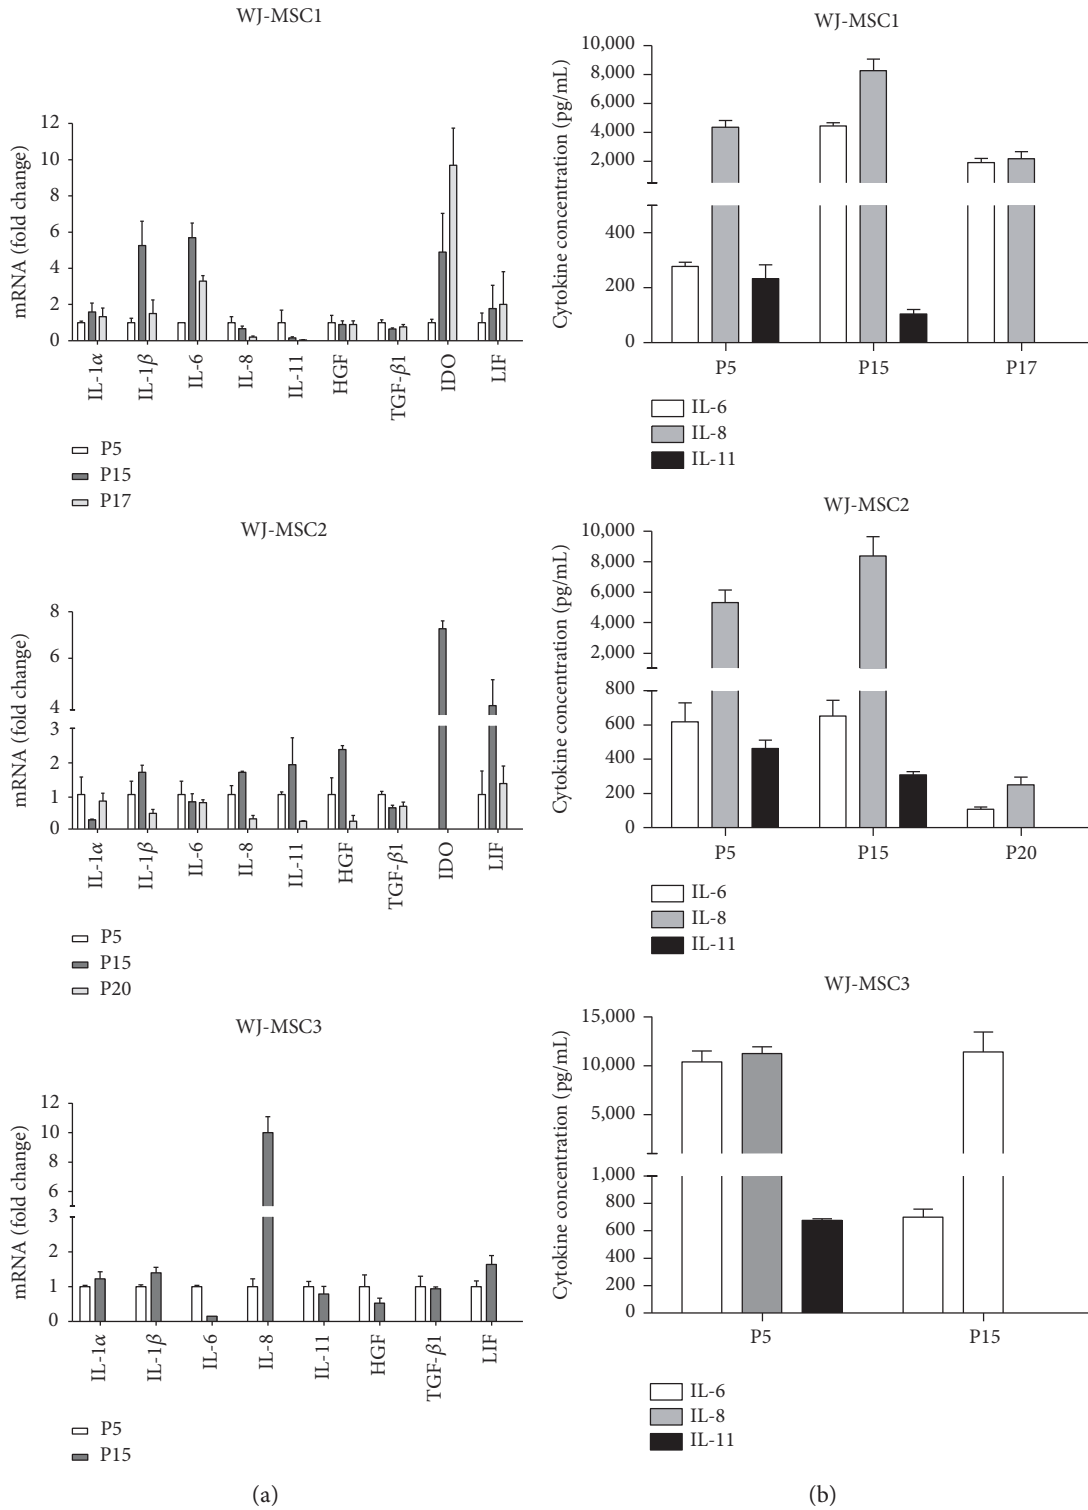 WJ-MSC1
mRNA (fold change)
12
10
8
6
4
2
0
IL-1α
IL-1β
IL-6
IL-8
IL-11
HGF
TGF-β1
IDO
LIF
P5
P15
P17
WJ-MSC2
mRNA (fold change)
8
6
4
3
2
1
0
IL-1α
IL-1β
IL-6
IL-8
IL-11
HGF
TGF-β1
IDO
LIF
P5
P15
P20
WJ-MSC3
mRNA (fold change)
12
10
8
6
3
2
1
0
IL-1α
IL-1β
IL-6
IL-8
IL-11
HGF
TGF-β1
LIF
P5
P15
(a)
WJ-MSC1
Cytokine concentration (pg/mL)
10,000
8,000
6,000
4,000
2,000
400
200
0
P5 P15 P17
IL-6
IL-8
IL-11
WJ-MSC2
Cytokine concentration (pg/mL)
10,000
8,000
6,000
4,000
2,000
800
600
400
200
0
P5 P15 P20
IL-6
IL-8
IL-11
WJ-MSC3
Cytokine concentration (pg/mL)
15,000
10,000
5,000
1,000
800
600
400
200
0
P5 P15
IL-6
IL-8
IL-11
(b)